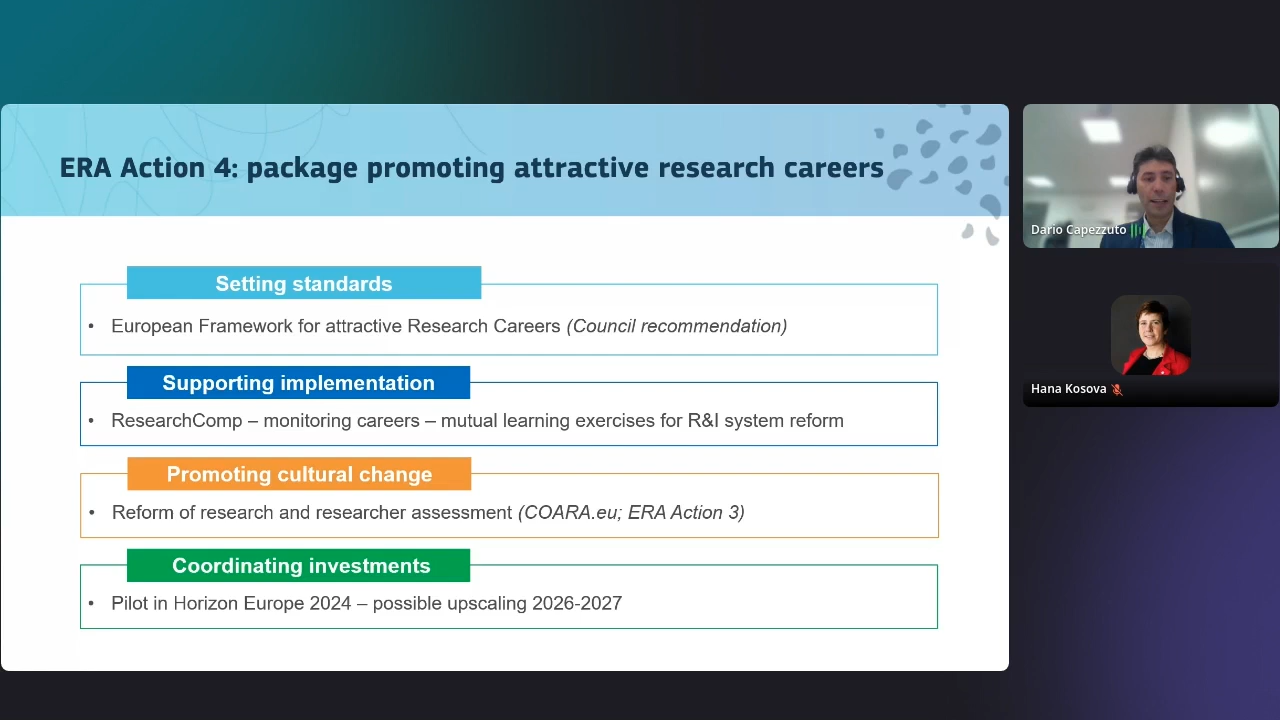 ERA Action 4: package promoting attractive research careers
Setting standards
• European Framework for attractive Research Careers (Council recommendation)
Supporting implementation
• ResearchComp – monitoring careers – mutual learning exercises for R&I system reform
Promoting cultural change
• Reform of research and researcher assessment (COARA.eu; ERA Action 3)
Coordinating investments
• Pilot in Horizon Europe 2024 – possible upscaling 2026-2027
Dario Capezzuto
Hana Kosova